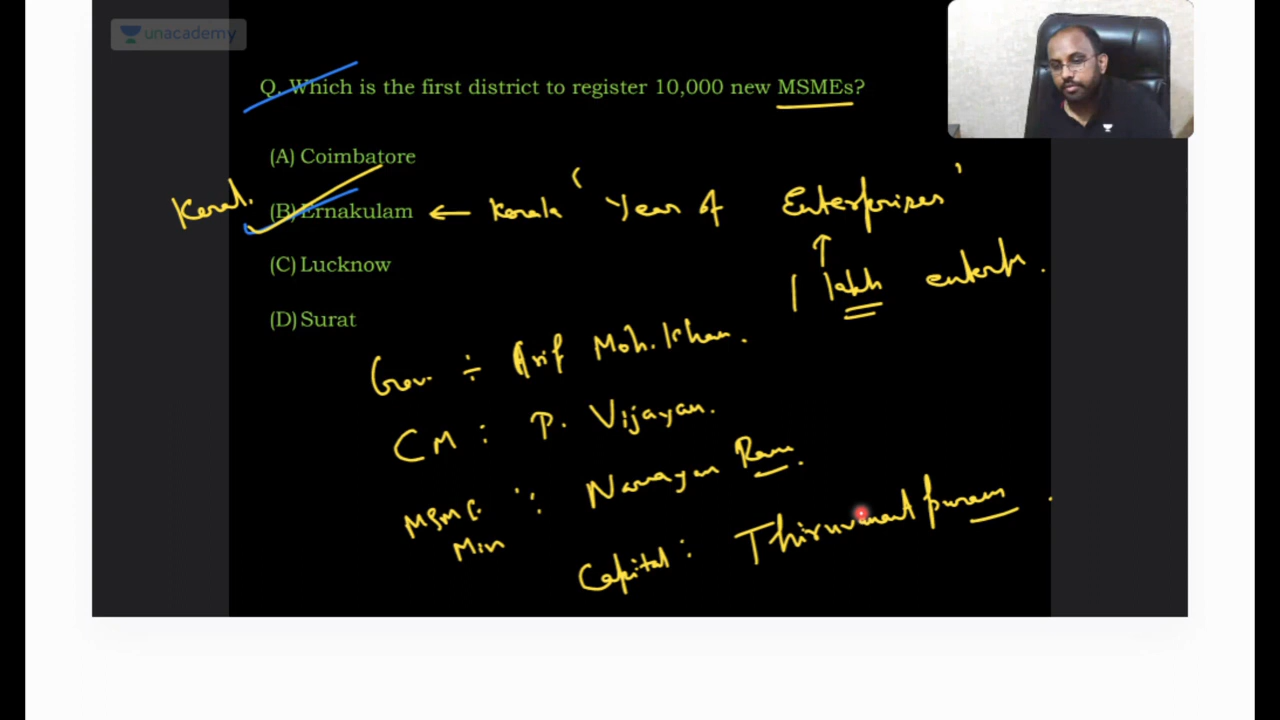 unacademy
Q. Which is the first district to register 10,000 new MSMEs?
(A) Coimbatore
Keral. (B) Ernakulam ← Kerala ' Year of Enterprises '
(C) Lucknow
1 lakh enterpr.
(D) Surat
Gov. ÷ Arif Moh. Khan.
CM : P. Vijayan.
MSME Min : Narayan Rane.
Capital : Thiruvanantpuram.